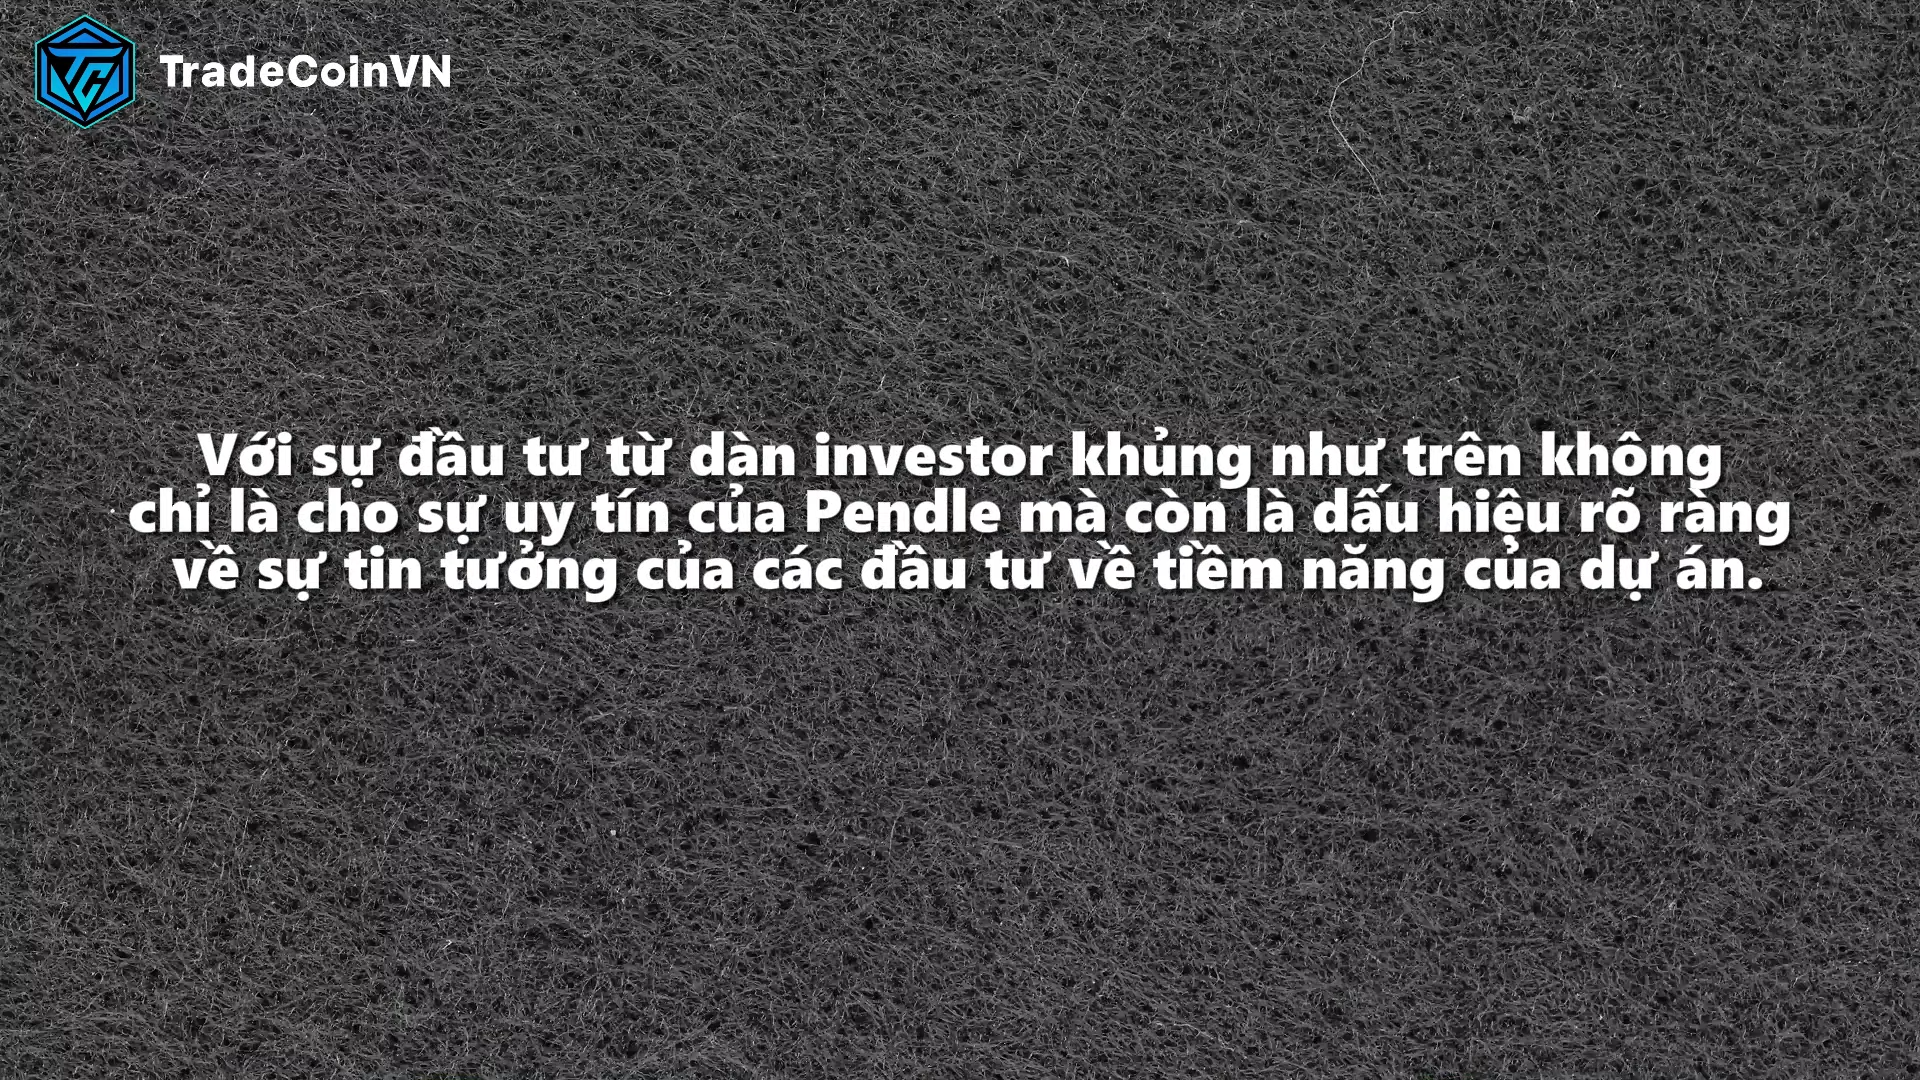 TradeCoinVN
Với sự đầu tư từ dàn investor khủng như trên không
chỉ là cho sự uy tín của Pendle mà còn là dấu hiệu rõ ràng
về sự tin tưởng của các đầu tư về tiềm năng của dự án.